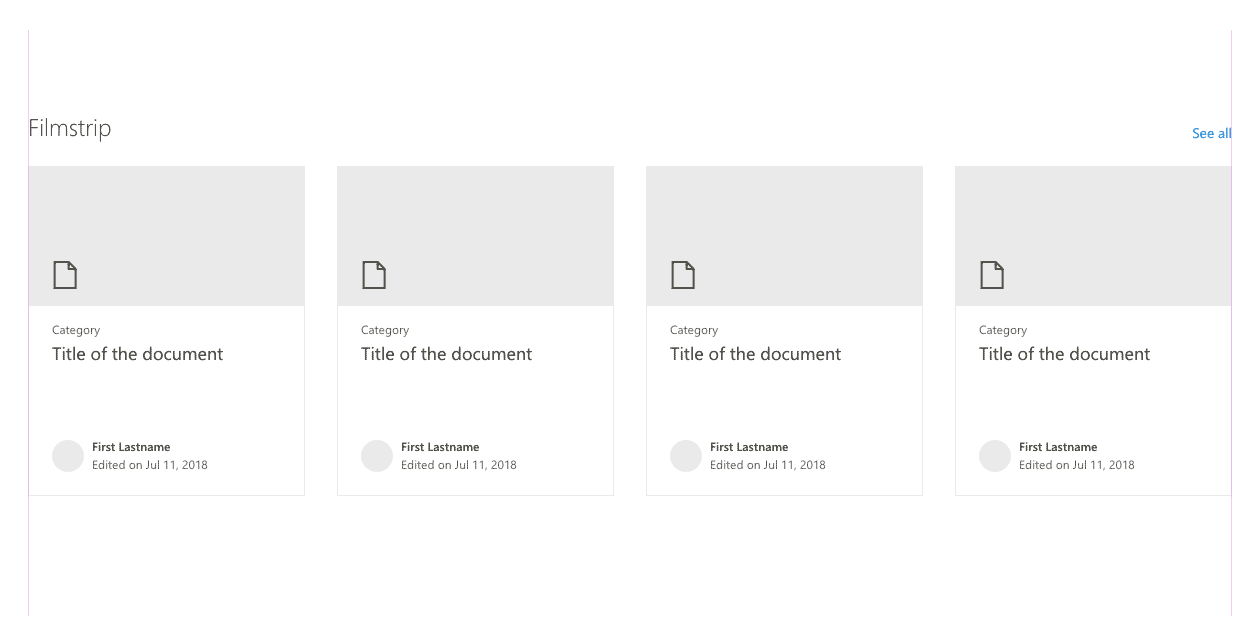 Filmstrip
See all
Category
Title of the document
First Lastname
Edited on Jul 11, 2018
Category
Title of the document
First Lastname
Edited on Jul 11, 2018
Category
Title of the document
First Lastname
Edited on Jul 11, 2018
Category
Title of the document
First Lastname
Edited on Jul 11, 2018